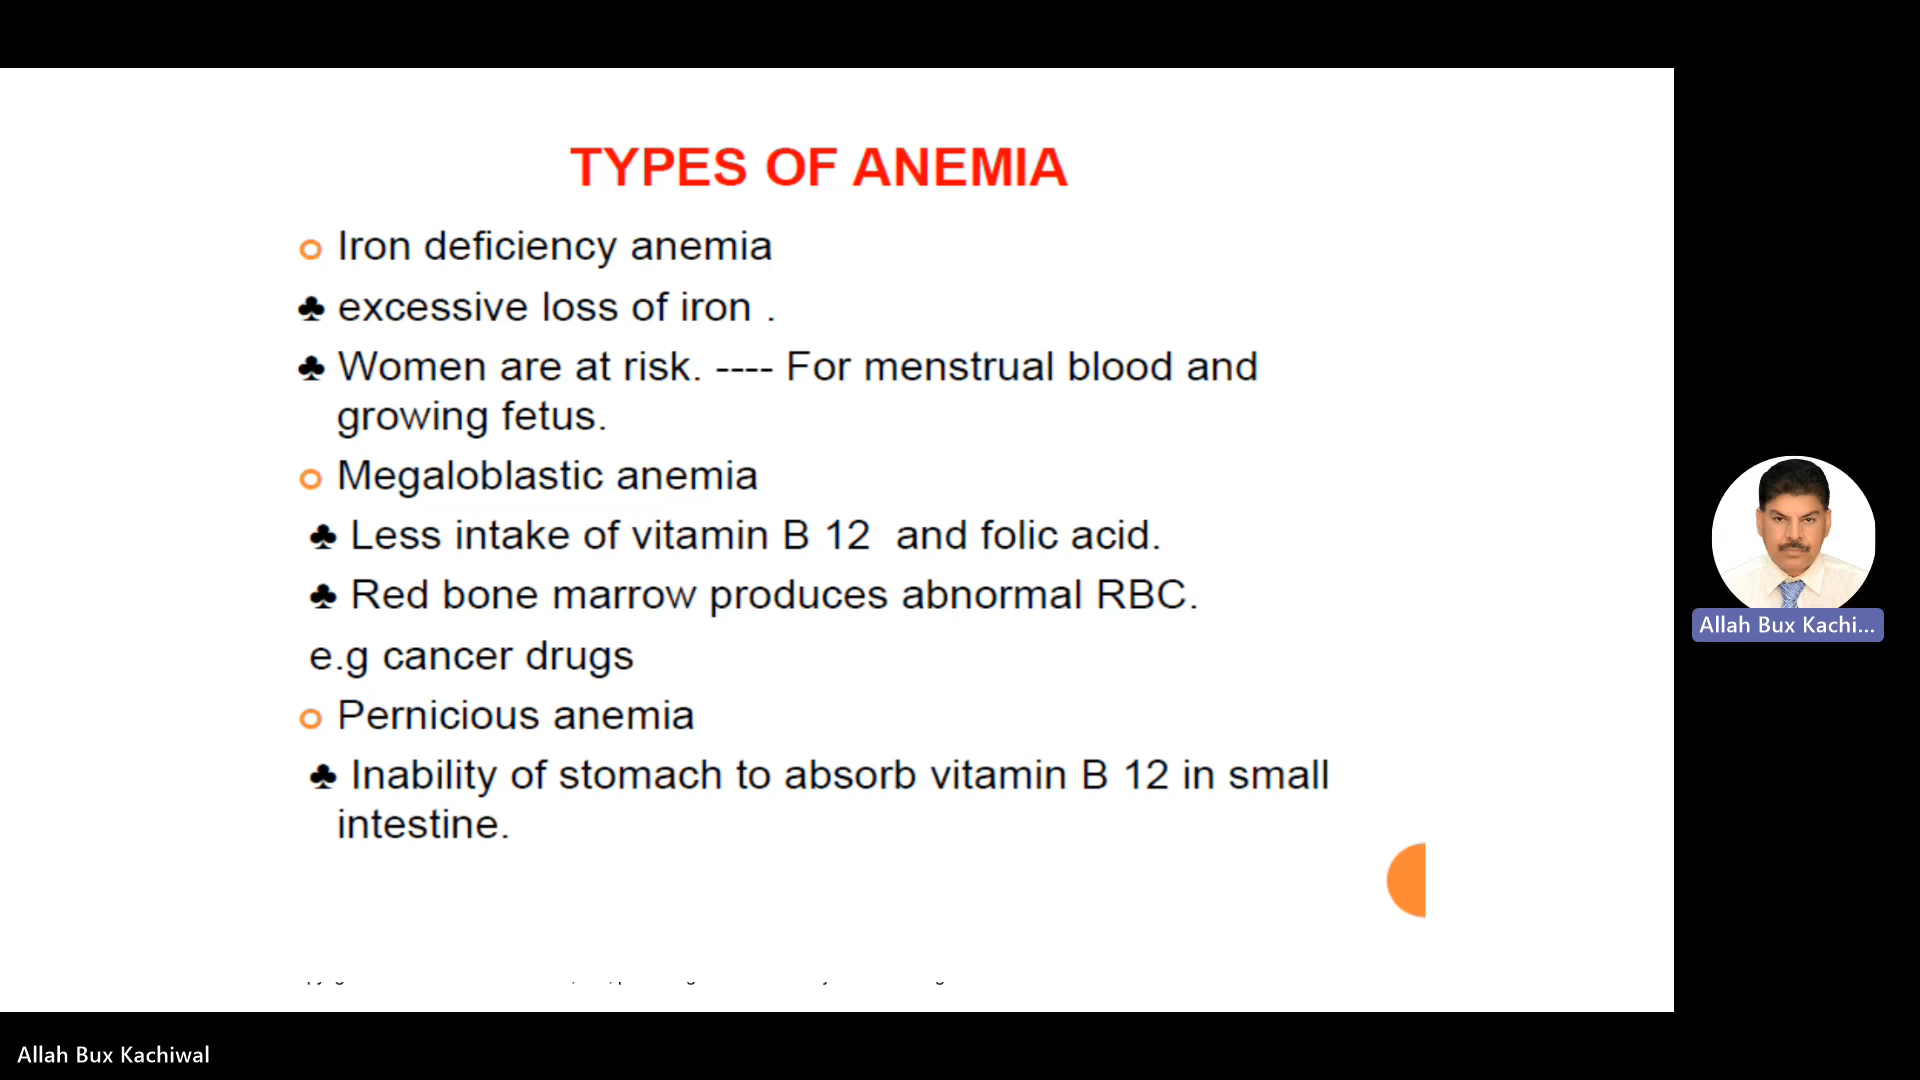 TYPES OF ANEMIA
Iron deficiency anemia
♣ excessive loss of iron .
♣ Women are at risk. ---- For menstrual blood and
growing fetus.
Megaloblastic anemia
♣ Less intake of vitamin B 12 and folic acid.
♣ Red bone marrow produces abnormal RBC.
e.g cancer drugs
Pernicious anemia
♣ Inability of stomach to absorb vitamin B 12 in small
intestine.
Allah Bux Kachi...
Allah Bux Kachiwal